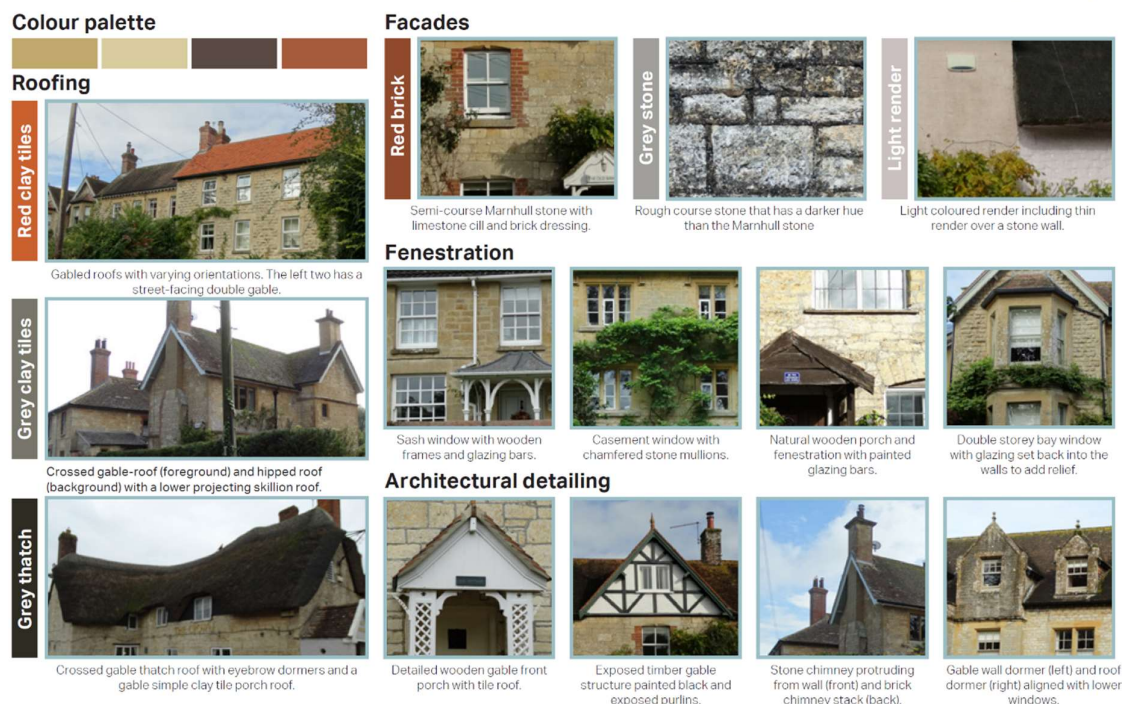 Colour palette
Roofing
Red clay tiles
Gabled roofs with varying orientations. The left two has a
street-facing double gable.
Grey clay tiles
Crossed gable-roof (foreground) and hipped roof
(background) with a lower projecting skillion roof.
Grey thatch
Crossed gable thatch roof with eyebrow dormers and a
gable simple clay tile porch roof.
Facades
Red brick
Semi-course Marnhull stone with
limestone cill and brick dressing.
Grey stone
Rough course stone that has a darker hue
than the Marnhull stone
Light render
Light coloured render including thin
render over a stone wall.
Fenestration
Sash window with wooden
frames and glazing bars.
Casement window with
chamfered stone mullions.
Natural wooden porch and
fenestration with painted
glazing bars.
Double storey bay window
with glazing set back into the
walls to add relief.
Architectural detailing
Detailed wooden gable front
porch with tile roof.
Exposed timber gable
structure painted black and
exposed purlins.
Stone chimney protruding
from wall (front) and brick
chimney stack (back).
Gable wall dormer (left) and roof
dormer (right) aligned with lower
windows.